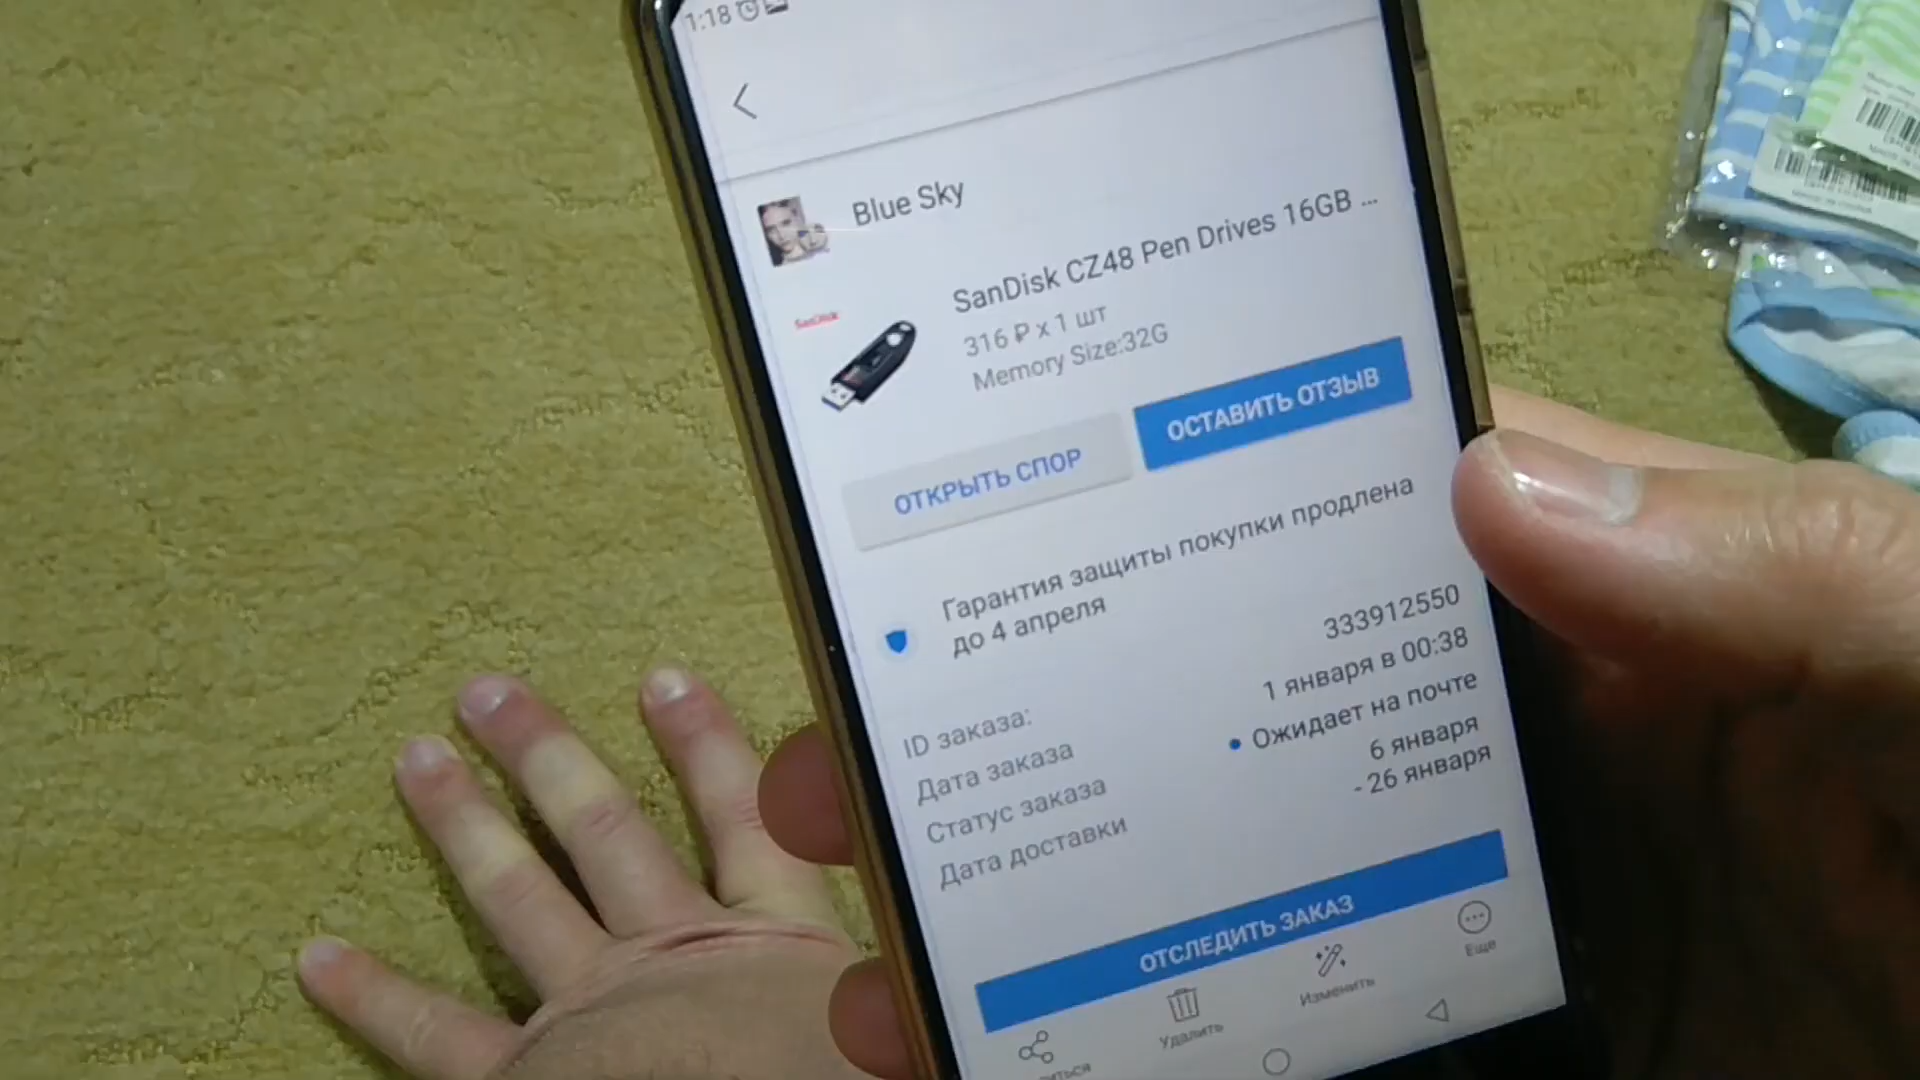 1:18
Blue Sky
SanDisk
SanDisk CZ48 Pen Drives 16GB ...
316 ₽ x 1 шт
Memory Size:32G
ОТКРЫТЬ СПОР
ОСТАВИТЬ ОТЗЫВ
Гарантия защиты покупки продлена
до 4 апреля
ID заказа:
333912550
Дата заказа
1 января в 00:38
Статус заказа
Ожидает на почте
Дата доставки
6 января
- 26 января
ОТСЛЕДИТЬ ЗАКАЗ
Удалить
Изменить
Еще